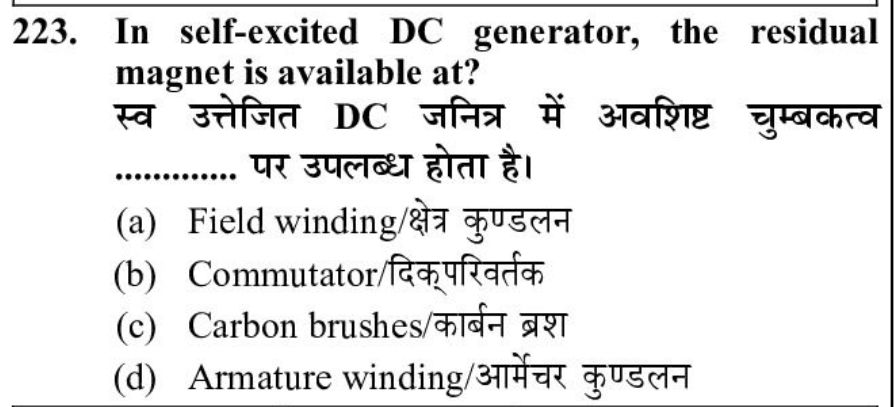 223. In self-excited DC generator, the residual
magnet is available at?
स्व उत्तेजित DC जनित्र में अवशिष्ट चुम्बकत्व
............. पर उपलब्ध होता है।
(a) Field winding/क्षेत्र कुण्डलन
(b) Commutator/दिक्परिवर्तक
(c) Carbon brushes/कार्बन ब्रश
(d) Armature winding/आर्मेचर कुण्डलन